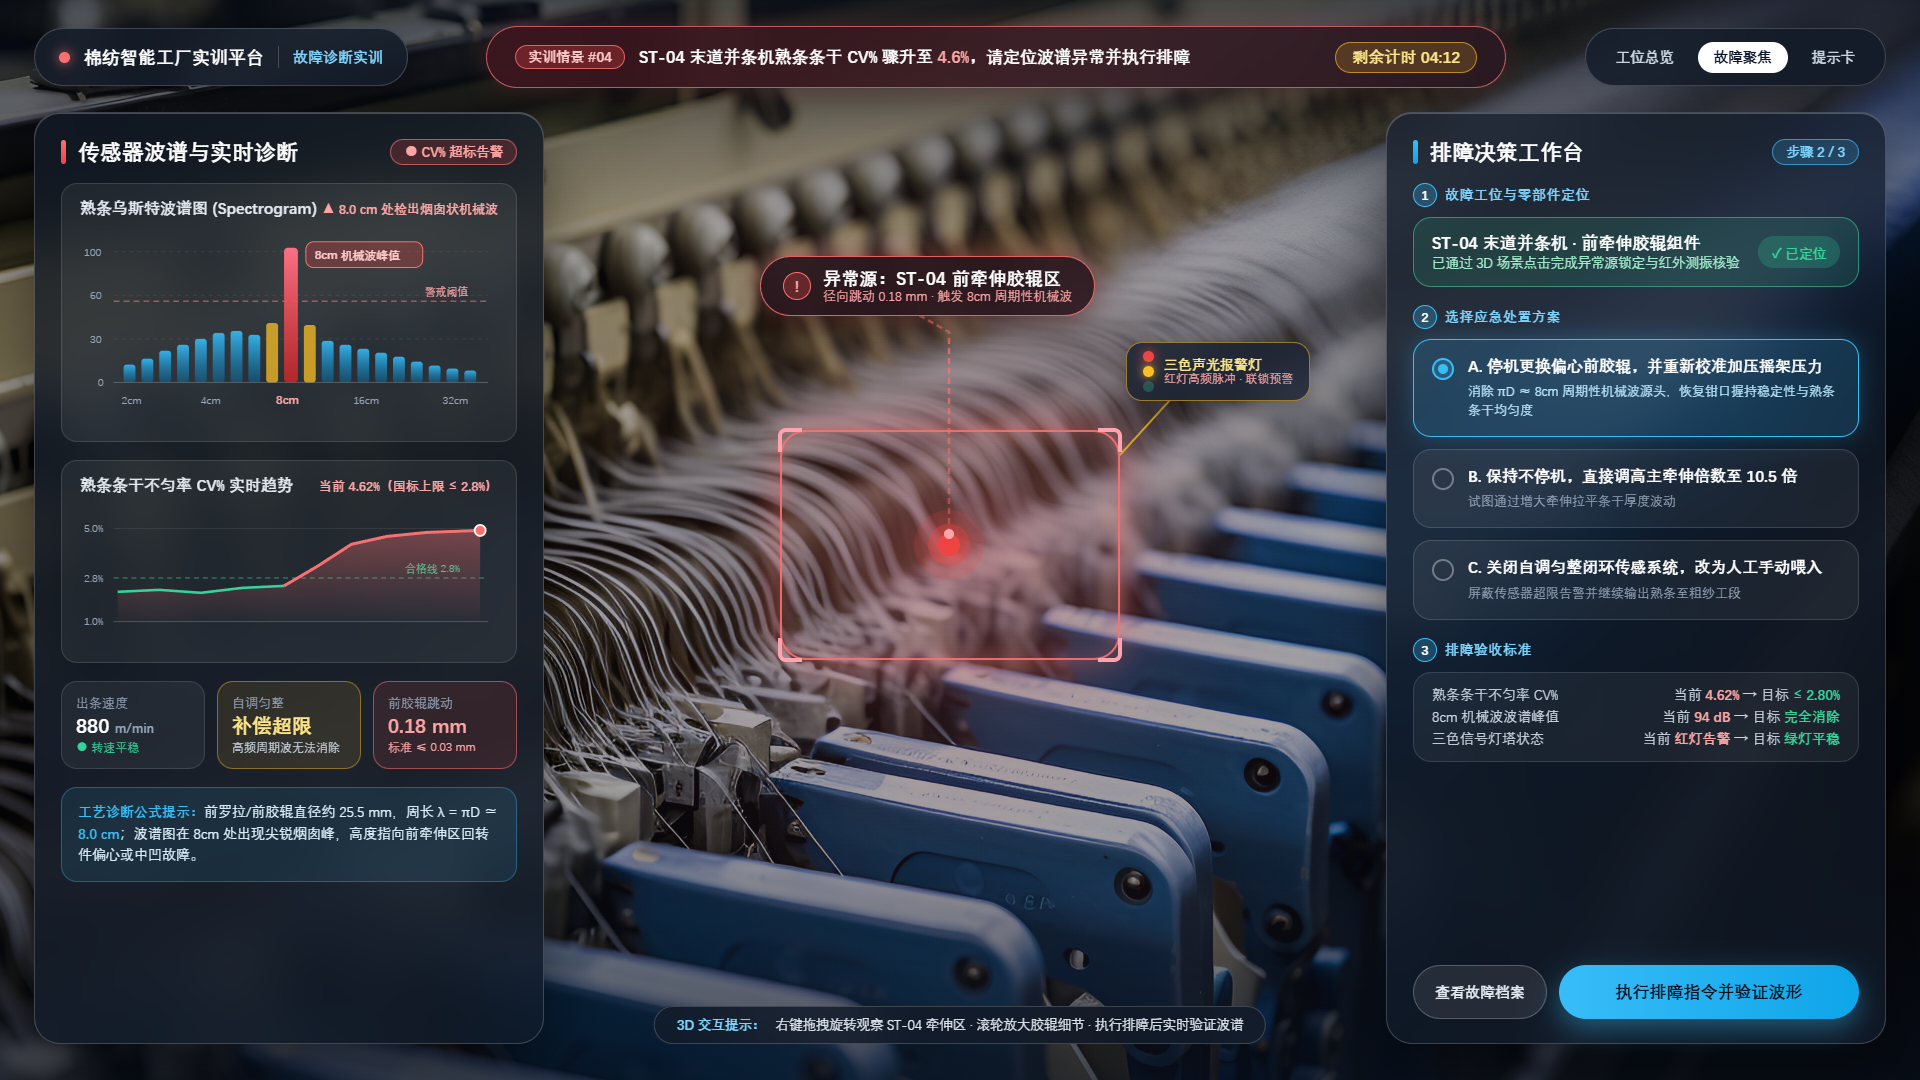 棉纺智能工厂实训平台
故障诊断实训
实训情景 #04
ST-04 末道并条机熟条条干 CV% 骤升至 4.6%，请定位波谱异常并执行排障
剩余计时 04:12
工位总览
故障聚焦
提示卡
传感器波谱与实时诊断
CV% 超标告警
熟条乌斯特波谱图 (Spectrogram)
▲ 8.0 cm 处检出烟囱状机械波
100
60
30
0
8cm 机械波峰值
警戒阈值
2cm
4cm
8cm
16cm
32cm
熟条条干不匀率 CV% 实时趋势
当前 4.62%（国标上限 ≤ 2.8%）
5.0%
2.8%
1.0%
合格线 2.8%
出条速度
880 m/min
转速平稳
自调匀整
补偿超限
高频周期波无法消除
前胶辊跳动
0.18 mm
标准 ≤ 0.03 mm
工艺诊断公式提示：前罗拉/前胶辊直径约 25.5 mm，周长 λ = πD ≃
8.0 cm；波谱图在 8cm 处出现尖锐烟囱峰，高度指向前牵伸区回转
件偏心或中凹故障。
!
异常源：ST-04 前牵伸胶辊区
径向跳动 0.18 mm · 触发 8cm 周期性机械波
三色声光报警灯
红灯高频脉冲 · 联锁预警
3D 交互提示：
右键拖拽旋转观察 ST-04 牵伸区 · 滚轮放大胶辊细节 · 执行排障后实时验证波谱
排障决策工作台
步骤 2 / 3
1 故障工位与零部件定位
ST-04 末道并条机 · 前牵伸胶辊组件
已通过 3D 场景点击完成异常源锁定与红外测振核验
✓ 已定位
2 选择应急处置方案
A. 停机更换偏心前胶辊，并重新校准加压摇架压力
消除 πD ≈ 8cm 周期性机械波源头，恢复钳口握持稳定性与熟条
条干均匀度
B. 保持不停机，直接调高主牵伸倍数至 10.5 倍
试图通过增大牵伸拉平条干厚度波动
C. 关闭自调匀整闭环传感系统，改为人工手动喂入
屏蔽传感器超限告警并继续输出熟条至粗纱工段
3 排障验收标准
熟条条干不匀率 CV%
当前 4.62% → 目标 ≤ 2.80%
8cm 机械波波谱峰值
当前 94 dB → 目标 完全消除
三色信号灯塔状态
当前 红灯告警 → 目标 绿灯平稳
查看故障档案
执行排障指令并验证波形